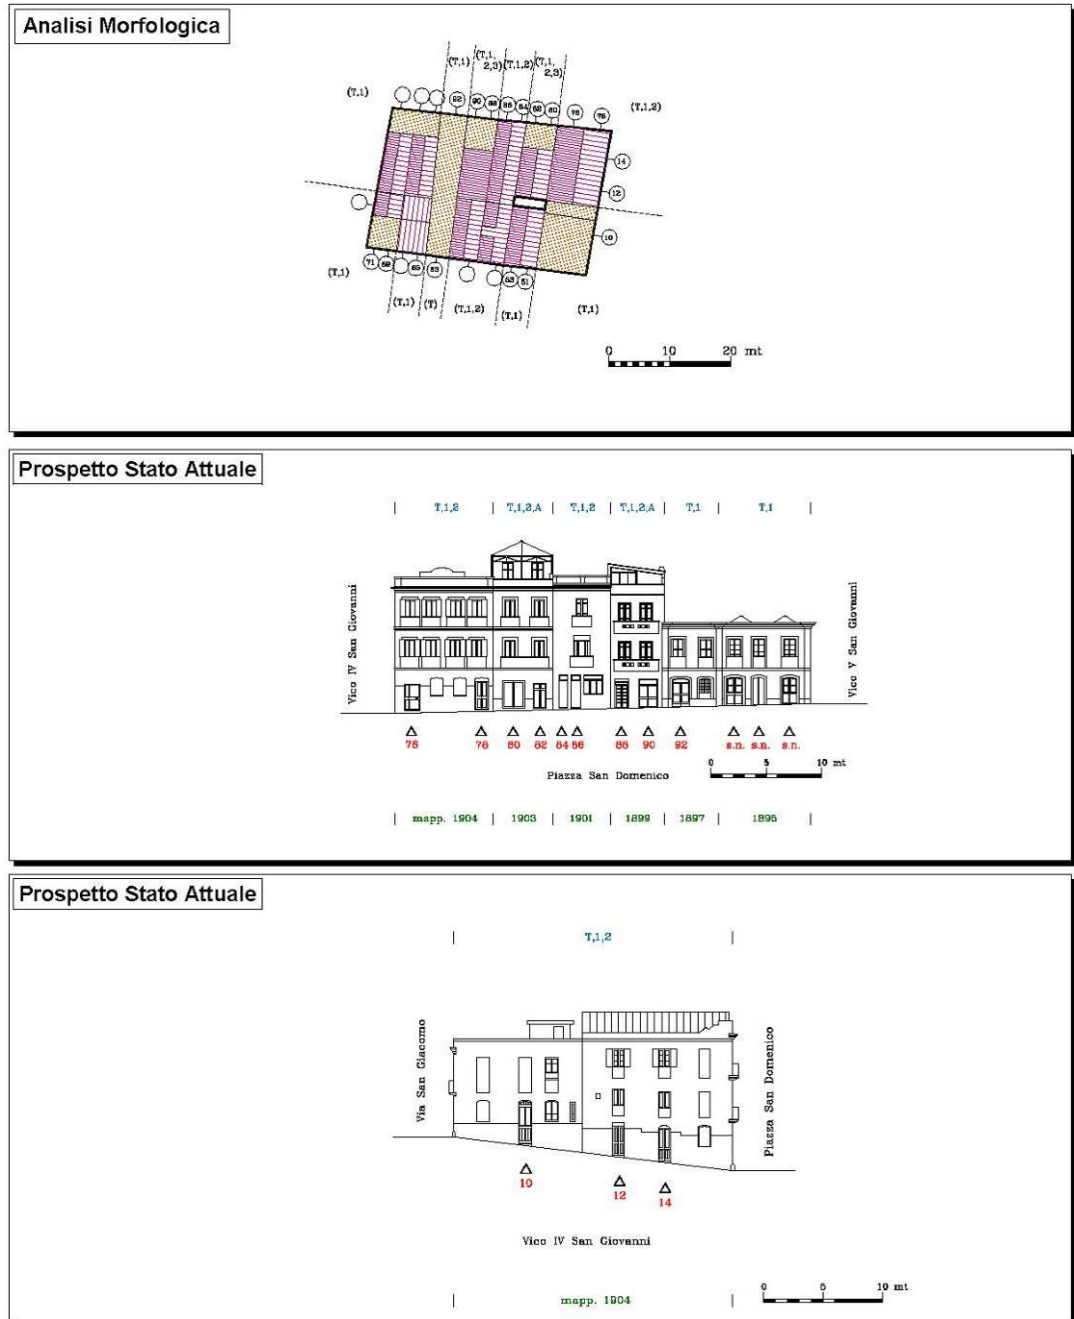 Analisi Morfologica
(T,1) (T,1, 2,3) (T,1,2) (T,1, 2,3)
(T,1) (T,1,2)
92 90 88 86 84 82 80 78 76
14
12
10
71 69 65 63 53 51
(T,1) (T,1) (T) (T,1,2) (T,1) (T,1)
0 10 20 mt
Prospetto Stato Attuale
T,1,2 T,1,2,A T,1,2 T,1,2,A T,1 T,1
Vico IV San Giovanni
Vico V San Giovanni
76 78 80 82 84 86 88 90 92 s.n. s.n. s.n.
Piazza San Domenico
0 5 10 mt
mapp. 1904 1903 1901 1899 1897 1895
Prospetto Stato Attuale
T,1,2
Via San Giacomo
Piazza San Domenico
10 12 14
Vico IV San Giovanni
0 5 10 mt
mapp. 1904